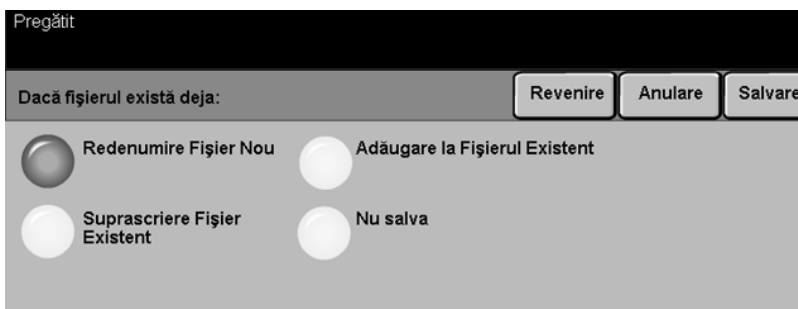 Pregătit
Dacă fişierul există deja:
Revenire
Anulare
Salvare
Redenumire Fişier Nou
Adăugare la Fişierul Existent
Suprascriere Fişier
Existent
Nu salva